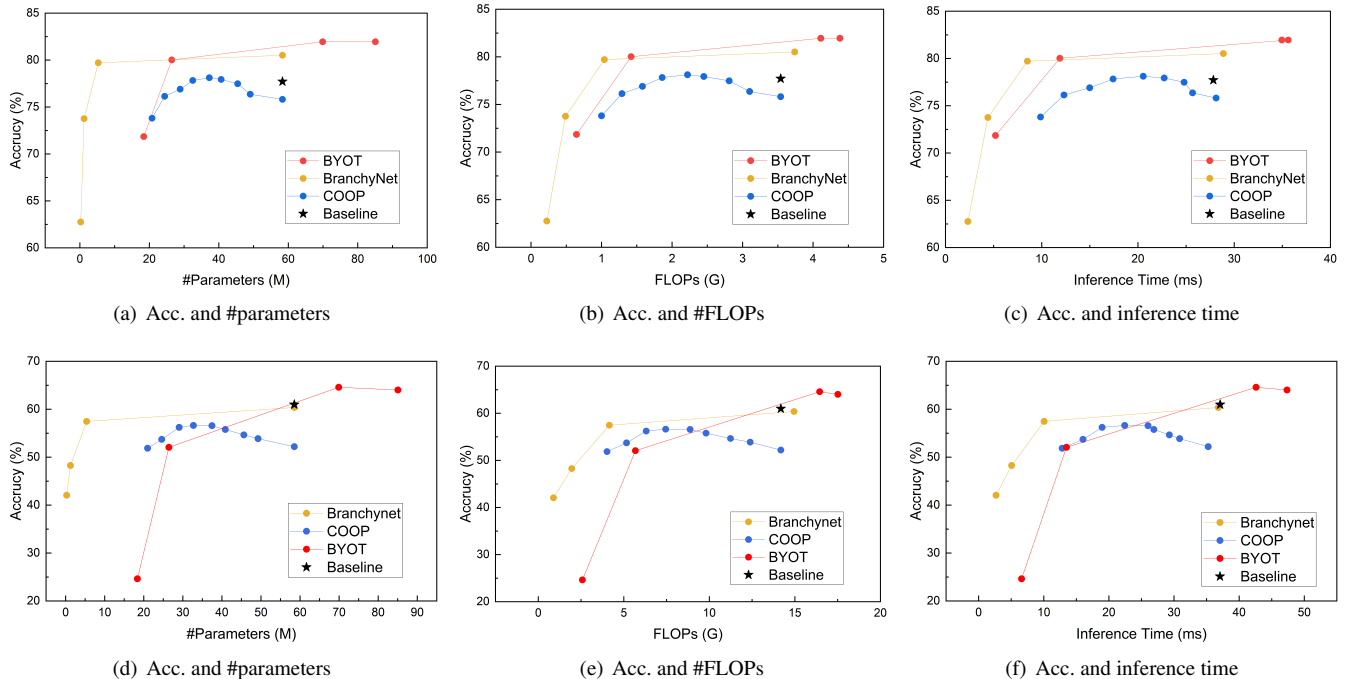 85
80
75
70
65
60
Accrucy (%)
0 20 40 60 80 100
#Parameters (M)
BYOT
BranchyNet
COOP
Baseline
(a) Acc. and #parameters
85
80
75
70
65
60
Accrucy (%)
0 1 2 3 4 5
FLOPs (G)
BYOT
BranchyNet
COOP
Baseline
(b) Acc. and #FLOPs
85
80
75
70
65
60
Accrucy (%)
0 10 20 30 40
Inference Time (ms)
BYOT
BranchyNet
COOP
Baseline
(c) Acc. and inference time
70
60
50
40
30
20
Accrucy (%)
0 10 20 30 40 50 60 70 80 90
#Parameters (M)
Branchynet
COOP
BYOT
Baseline
(d) Acc. and #parameters
70
60
50
40
30
20
Accrucy (%)
0 5 10 15 20
FLOPs (G)
Branchynet
COOP
BYOT
Baseline
(e) Acc. and #FLOPs
70
60
50
40
30
20
Accrucy (%)
0 10 20 30 40 50
Inference Time (ms)
Branchynet
COOP
BYOT
Baseline
(f) Acc. and inference time